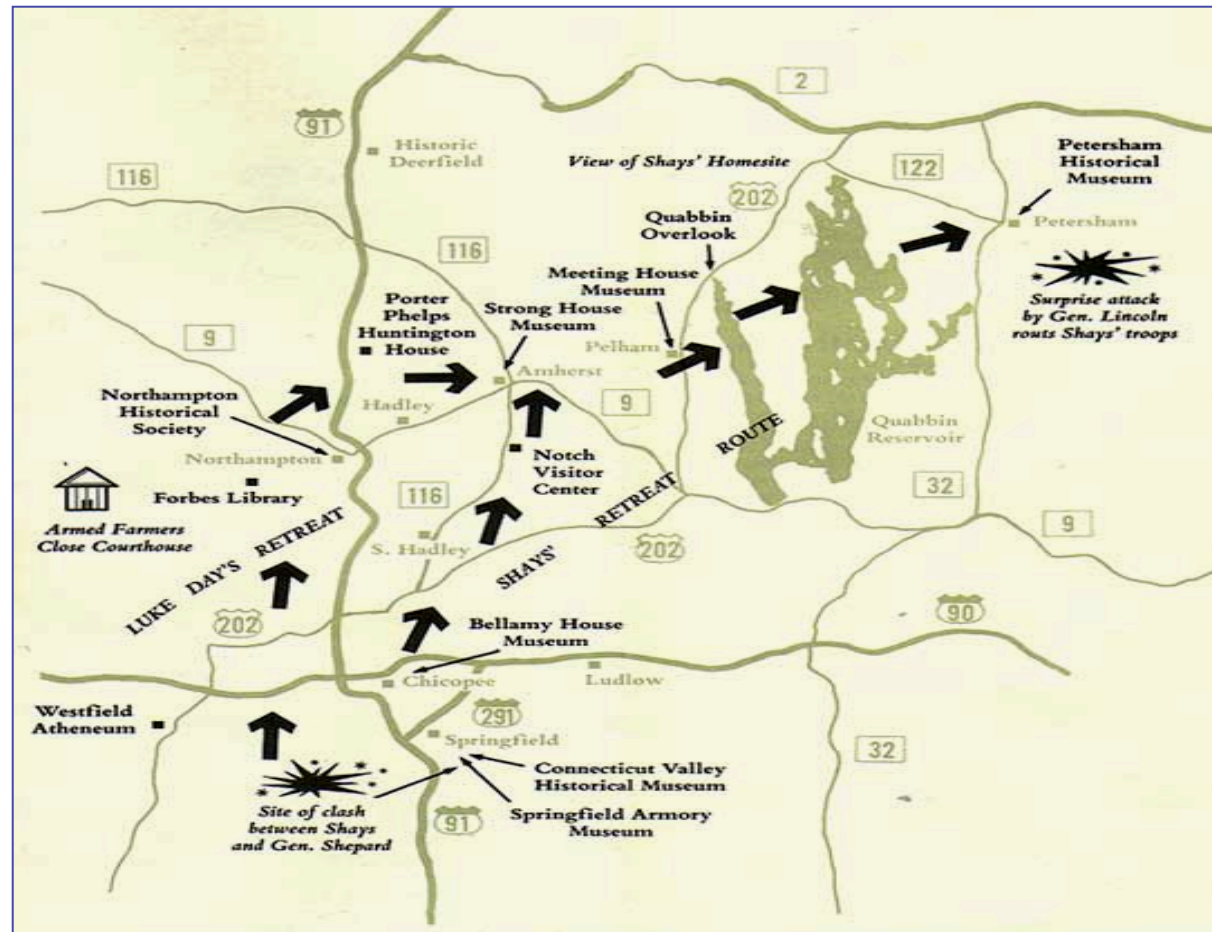 2
91
Historic
Deerfield
View of Shays' Homesite
122
Petersham
Historical
Museum
116
202
Petersham
Quabbin
Overlook
116
Meeting House
Museum
Surprise attack
by Gen. Lincoln
routs Shays' troops
Porter
Phelps
Huntington
House
Strong House
Museum
9
Pelham
Amherst
Northampton
Historical
Society
Hadley
9
ROUTE
Quabbin
Reservoir
Northampton
Notch
Visitor
Center
Forbes Library
116
32
Armed Farmers
Close Courthouse
LUKE DAY'S RETREAT
S. Hadley
SHAYS' RETREAT
202
9
202
90
Bellamy House
Museum
Chicopee
Ludlow
Westfield
Atheneum
291
Springfield
32
Connecticut Valley
Historical Museum
Site of clash
between Shays
and Gen. Shepard
91
Springfield Armory
Museum